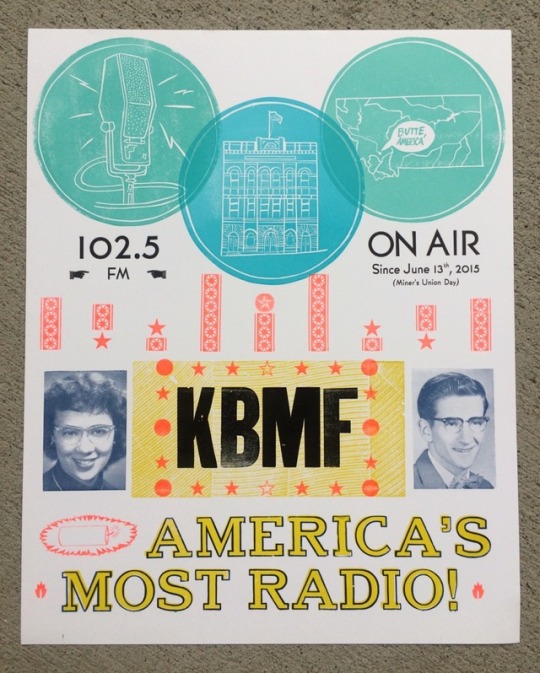 BUTTE,
AMERICA
102.5
FM
ON AIR
Since June 13th, 2015
(Miner's Union Day)
KBMF
AMERICA'S
MOST RADIO!